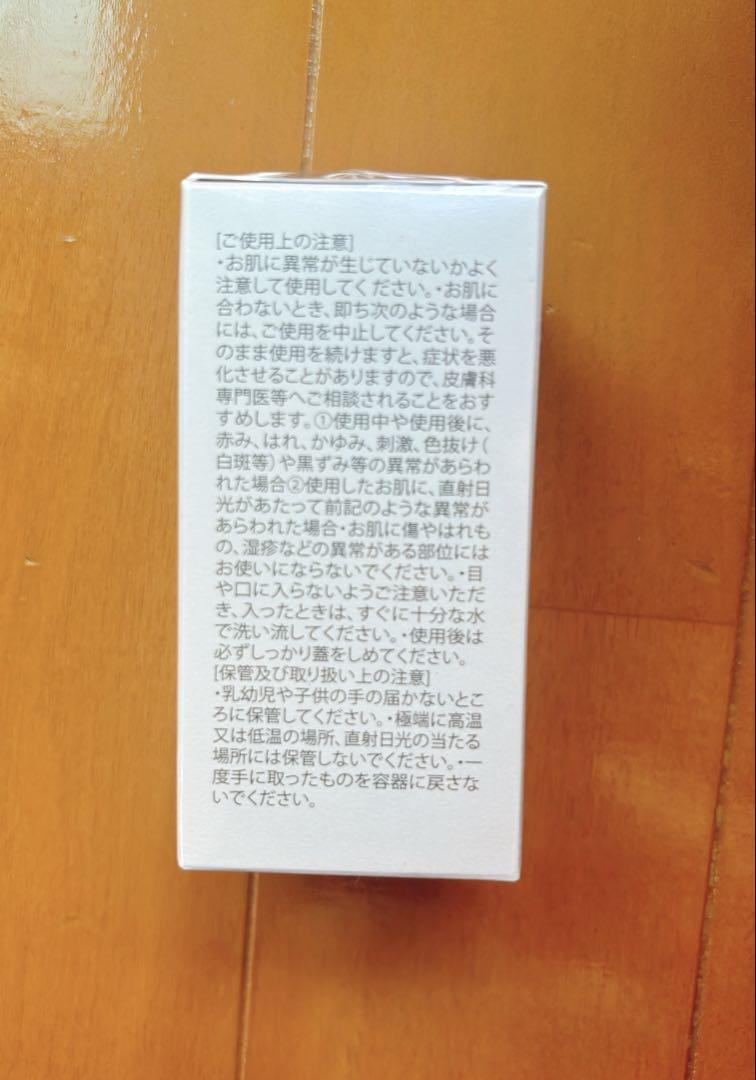 [ご使用上の注意]
・お肌に異常が生じていないかよく
注意して使用してください。・お肌に
合わないとき、即ち次のような場合
には、ご使用を中止してください。そ
のまま使用を続けますと、症状を悪
化させることがありますので、皮膚科
専門医等へご相談されることをおす
すめします。①使用中や使用後に、
赤み、はれ、かゆみ、刺激、色抜け(
白斑等)や黒ずみ等の異常があらわ
れた場合②使用したお肌に、直射日
光があたって前記のような異常が
あらわれた場合・お肌に傷やはれも
の、湿疹などの異常がある部位には
お使いにならないでください。・目
や口に入らないようご注意いただ
き、入ったときは、すぐに十分な水
で洗い流してください。・使用後は
必ずしっかり蓋をしめてください。
[保管及び取り扱い上の注意]
・乳幼児や子供の手の届かないとこ
ろに保管してください。・極端に高温
又は低温の場所、直射日光の当たる
場所には保管しないでください。・一
度手に取ったものを容器に戻さな
いでください。